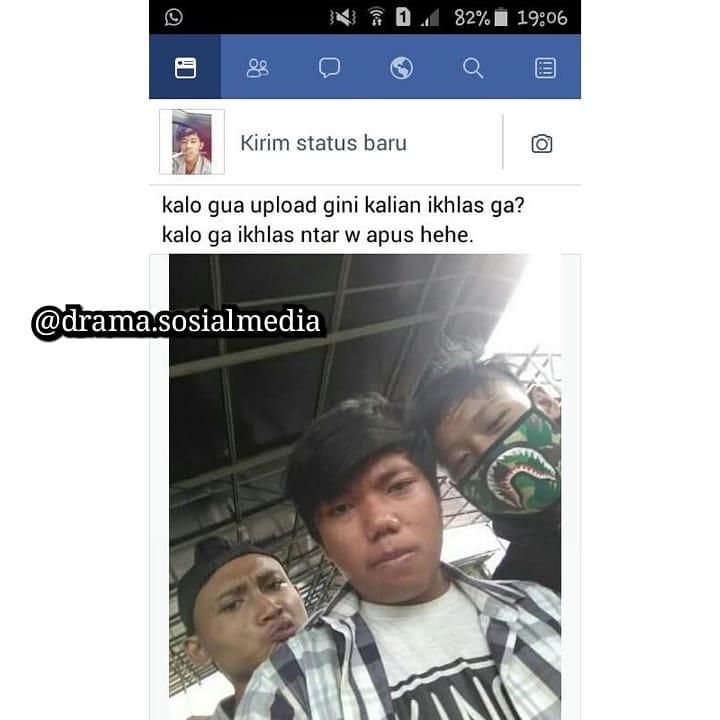 1 82% 19:06
Kirim status baru
kalo gua upload gini kalian ikhlas ga?
kalo ga ikhlas ntar w apus hehe.
@drama.sosialmedia